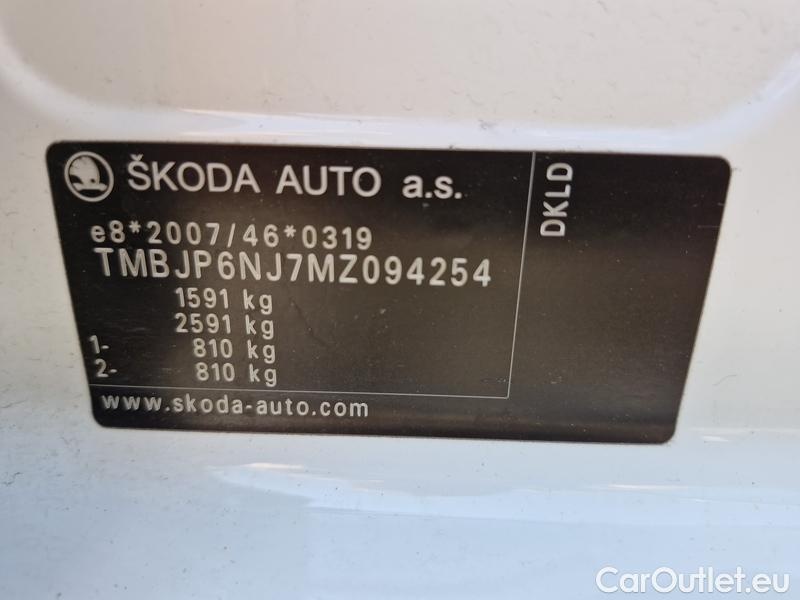 ŠKODA AUTO a.s.
e8*2007/46*0319
TMBJP6NJ7MZ094254
1591 kg
2591 kg
1- 810 kg
2- 810 kg
www.skoda-auto.com
DKLD
CarOutlet.eu